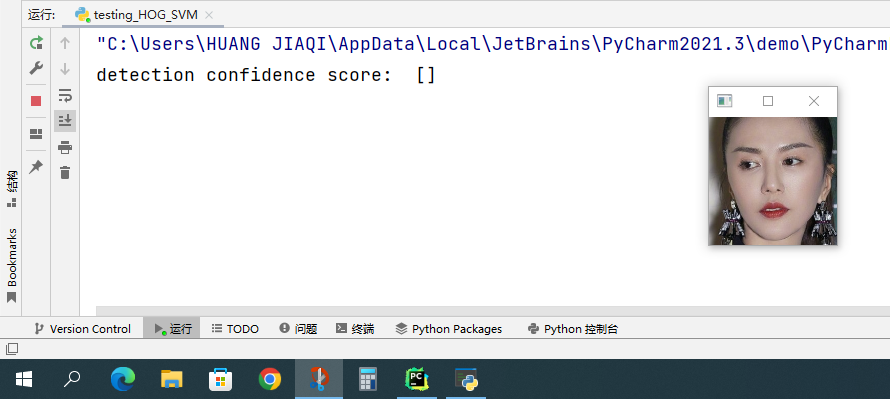 运行:
testing_HOG_SVM
"C:\Users\HUANG JIAQI\AppData\Local\JetBrains\PyCharm2021.3\demo\PyCharm
detection confidence score:  []
结构
Bookmarks
Version Control
运行
TODO
问题
终端
Python Packages
Python 控制台
PC